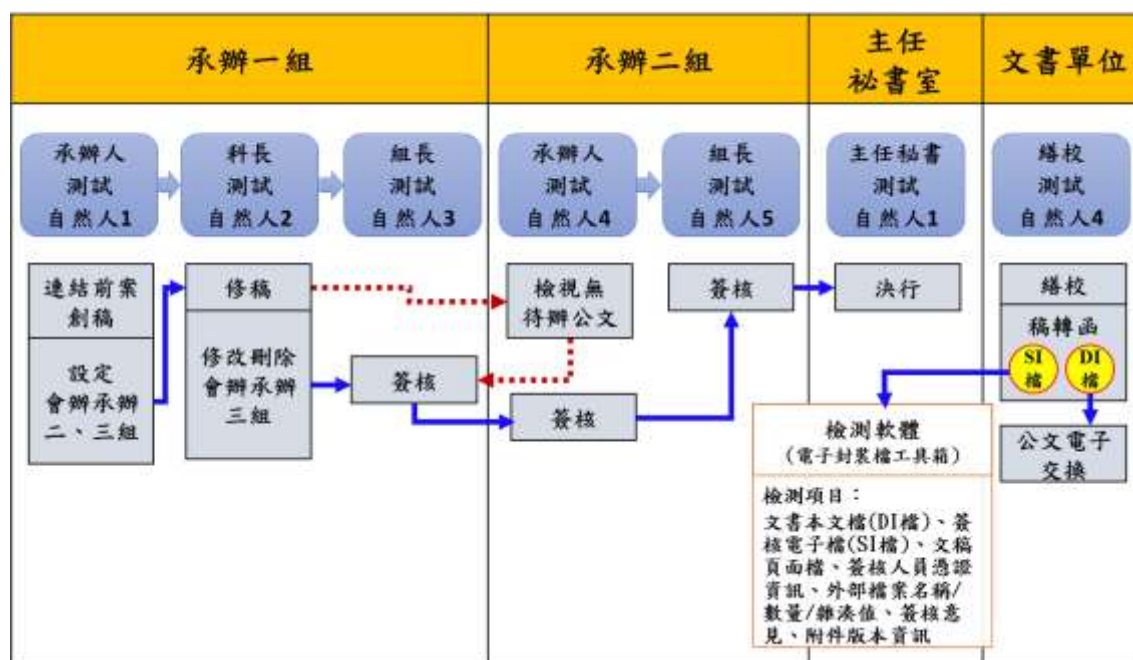 承辦一組
承辦二組
主任
祕書室
文書單位
承辦人
測試
自然人1
科長
測試
自然人2
組長
測試
自然人3
承辦人
測試
自然人4
組長
測試
自然人5
主任祕書
測試
自然人1
繕校
測試
自然人4
連結前案
創稿
設定
會辦承辦
二、三組
修稿
修改刪除
會辦承辦
三組
簽核
檢視無
待辦公文
簽核
簽核
決行
繕校
稿轉函
SI
檔
DI
檔
公文電子
交換
檢測軟體
(電子封裝檔工具箱)
檢測項目：
文書本文檔(DI檔)、簽
核電子檔(SI檔)、文稿
頁面檔、簽核人員憑證
資訊、外部檔案名稱/
數量/雜湊值、簽核意
見、附件版本資訊